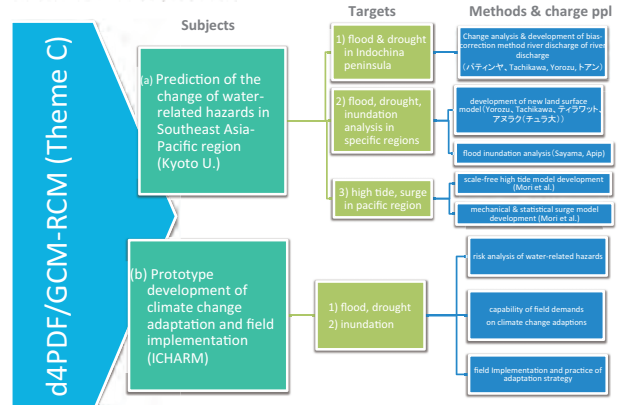 Subjects
Targets
Methods & charge ppl
d4PDF/GCM-RCM (Theme C)
(a) Prediction of the
change of water-
related hazards in
Southeast Asia-
Pacific region
(Kyoto U.)
1) flood & drought
in Indochina
peninsula
Change analysis & development of bias-
correction method river discharge of river
discharge
(パティンヤ、Tachikawa, Yorozu, トアン)
2) flood, drought,
inundation
analysis in
specific regions
development of new land surface
model(Yorozu、Tachikawa、ティラワット、
アヌラク(チュラ大))
flood inundation analysis(Sayama, Apip)
3) high tide, surge
in pacific region
scale-free high tide model development
(Mori et al.)
mechanical & statistical surge model
development (Mori et al.)
(b) Prototype
development of
climate change
adaptation and field
implementation
(ICHARM)
1) flood, drought
2) inundation
risk analysis of water-related hazards
capability of field demands
on climate change adaptions
field Implementation and practice of
adaptation strategy